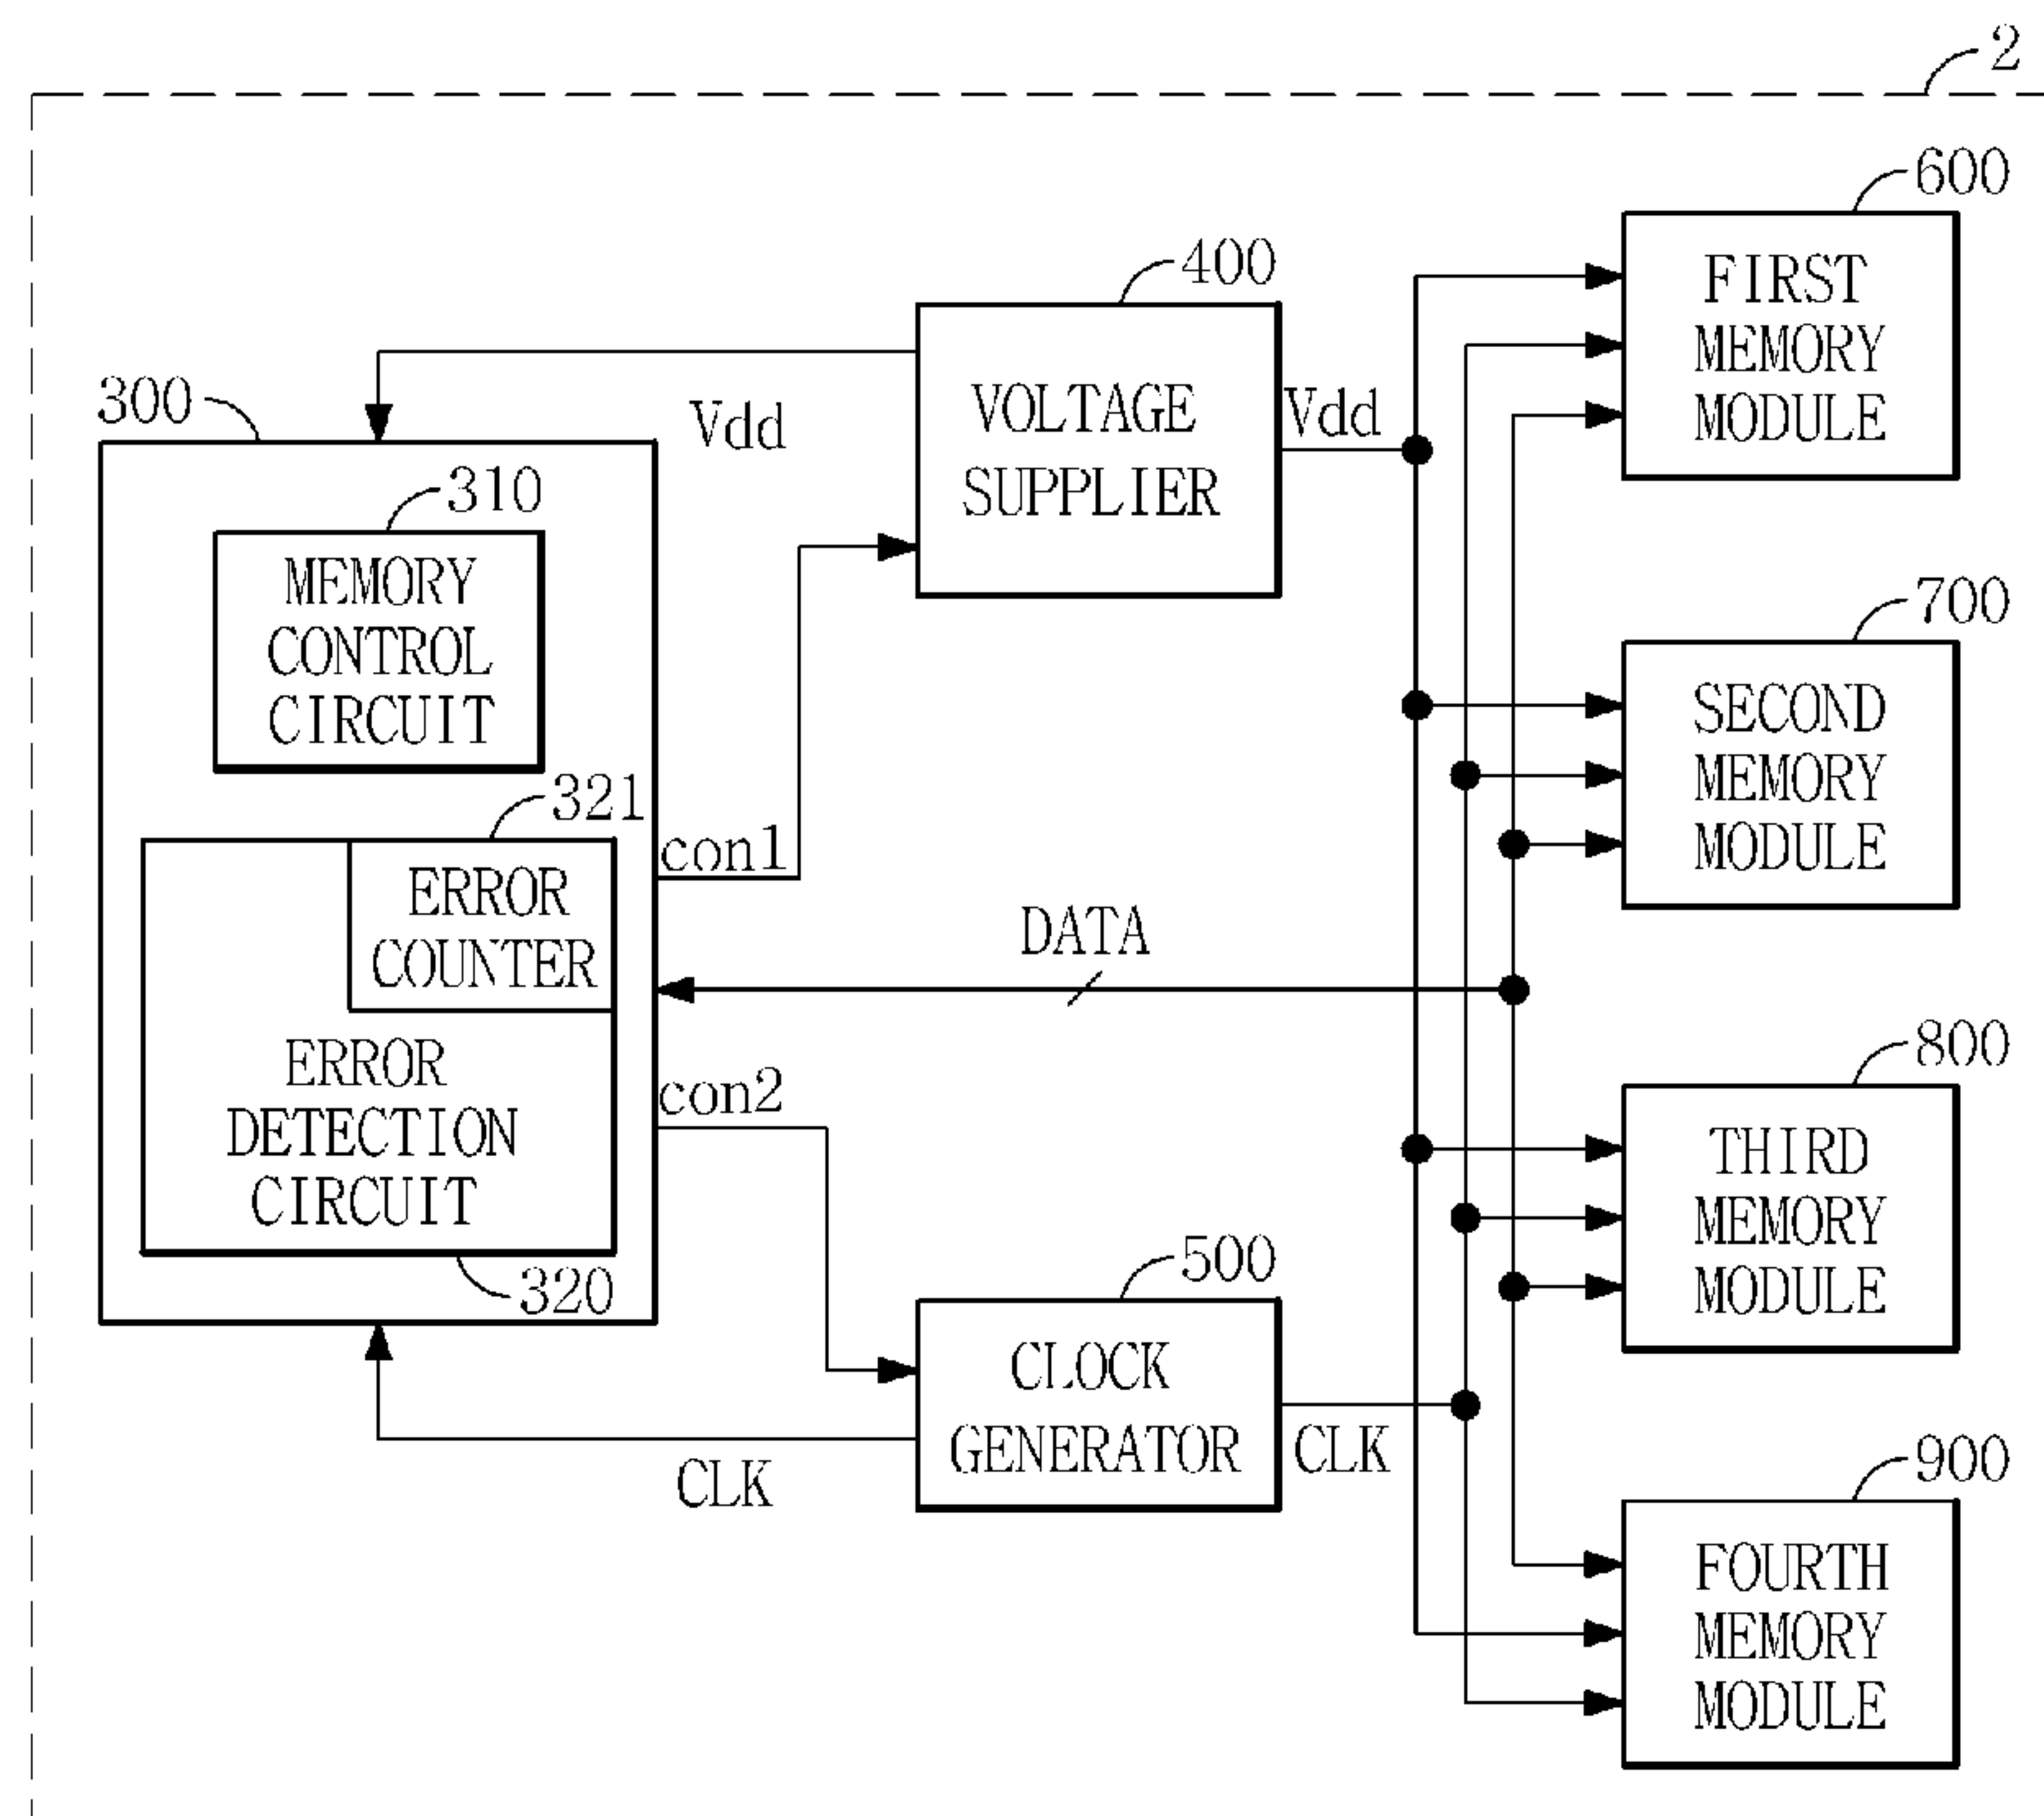 2
600
FIRST
MEMORY
MODULE
400
VOLTAGE
SUPPLIER
Vdd
Vdd
300
310
MEMORY
CONTROL
CIRCUIT
700
SECOND
MEMORY
MODULE
321
ERROR
COUNTER
con1
DATA
ERROR
DETECTION
CIRCUIT
320
con2
800
THIRD
MEMORY
MODULE
500
CLOCK
GENERATOR
CLK
CLK
900
FOURTH
MEMORY
MODULE